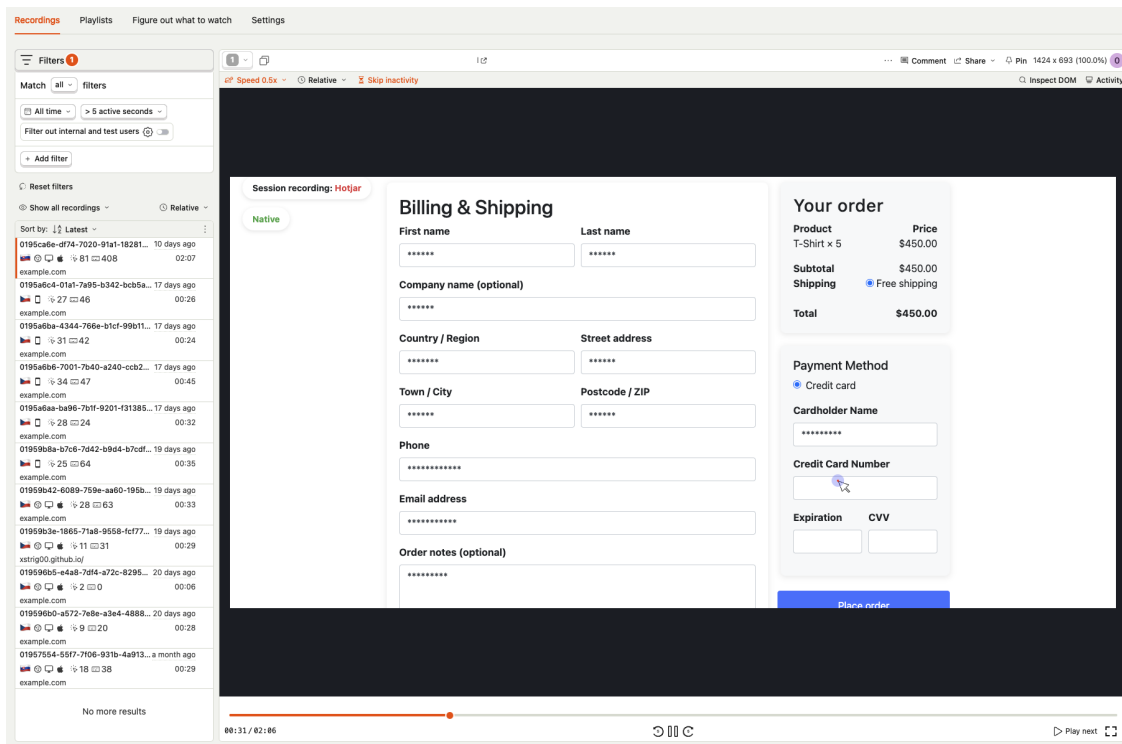 Recordings Playlists Figure out what to watch Settings
Filters 1
Match all filters
All time > 5 active seconds
Filter out internal and test users
+ Add filter
Reset filters
Show all recordings Relative
Sort by: Latest
0195ca6e-df74-7020-91a1-18281... 10 days ago
81 408 02:07
example.com
0195a6c4-01a1-7a95-b342-bcb5a... 17 days ago
27 46 00:26
example.com
0195a6ba-4344-766e-b1cf-99b11... 17 days ago
31 42 00:24
example.com
0195a6b6-7001-7b40-a240-ccb2... 17 days ago
34 47 00:45
example.com
0195a6aa-ba96-7b1f-9201-f31385... 17 days ago
28 24 00:32
example.com
01959b8a-b7c6-7d42-b9d4-b7cdf... 19 days ago
25 64 00:35
example.com
01959b42-6089-759e-aa60-195b... 19 days ago
28 63 00:33
example.com
01959b3e-1865-71a8-9558-fcf77... 19 days ago
11 31 00:29
xstrig00.github.io/
019596b5-e4a8-7df4-a72c-8295... 20 days ago
2 0 00:06
example.com
019596b0-a572-7e8e-a3e4-4888... 20 days ago
9 20 00:28
example.com
01957554-55f7-7f06-931b-4a913... a month ago
18 38 00:29
example.com
No more results
1
... Comment Share Pin 1424 x 693 (100.0%) 0
Speed 0.5x Relative Skip inactivity
Inspect DOM Activity
Session recording: Hotjar
Native
Billing & Shipping
First name Last name
****** ******
Company name (optional)
******
Country / Region Street address
******* ******
Town / City Postcode / ZIP
****** ******
Phone
************
Email address
***********
Order notes (optional)
*********
Your order
Product Price
T-Shirt × 5 $450.00
Subtotal $450.00
Shipping Free shipping
Total $450.00
Payment Method
Credit card
Cardholder Name
*********
Credit Card Number
Expiration CVV
Place order
00:31 / 02:06
Play next